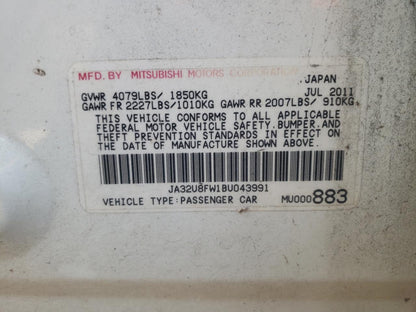 MFD. BY MITSUBISHI MOTORS CORPORATION JAPAN
GVWR 4079LBS/ 1850KG JUL 2011
GAWR FR 2227LBS/1010KG GAWR RR 2007LBS/ 910KG
THIS VEHICLE CONFORMS TO ALL APPLICABLE
FEDERAL MOTOR VEHICLE SAFETY, BUMPER, AND
THEFT PREVENTION STANDARDS IN EFFECT ON
THE DATE OF MANUFACTURE SHOWN ABOVE.
JA32V8FW1BU043991
VEHICLE TYPE: PASSENGER CAR MU000883